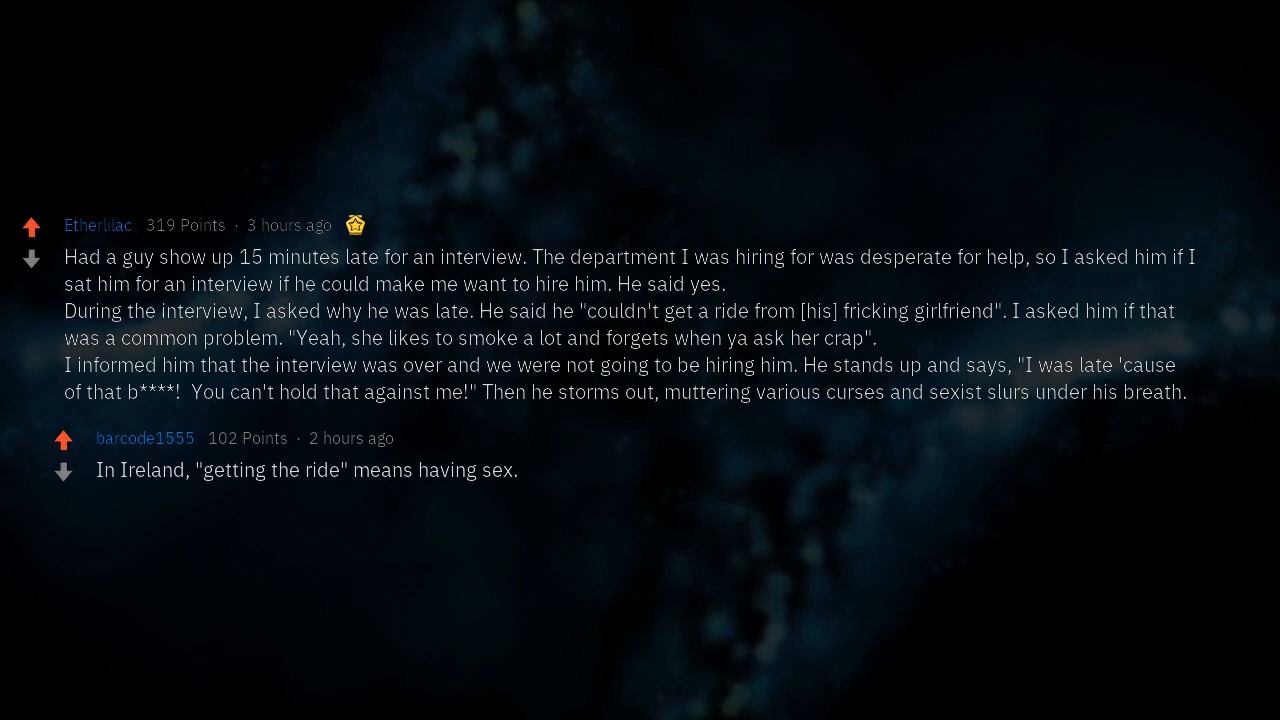 Etherlilac 319 Points · 3 hours ago
Had a guy show up 15 minutes late for an interview. The department I was hiring for was desperate for help, so I asked him if I
sat him for an interview if he could make me want to hire him. He said yes.
During the interview, I asked why he was late. He said he "couldn't get a ride from [his] fricking girlfriend". I asked him if that
was a common problem. "Yeah, she likes to smoke a lot and forgets when ya ask her crap".
I informed him that the interview was over and we were not going to be hiring him. He stands up and says, "I was late 'cause
of that b****!  You can't hold that against me!" Then he storms out, muttering various curses and sexist slurs under his breath.
barcode1555 102 Points · 2 hours ago
In Ireland, "getting the ride" means having sex.